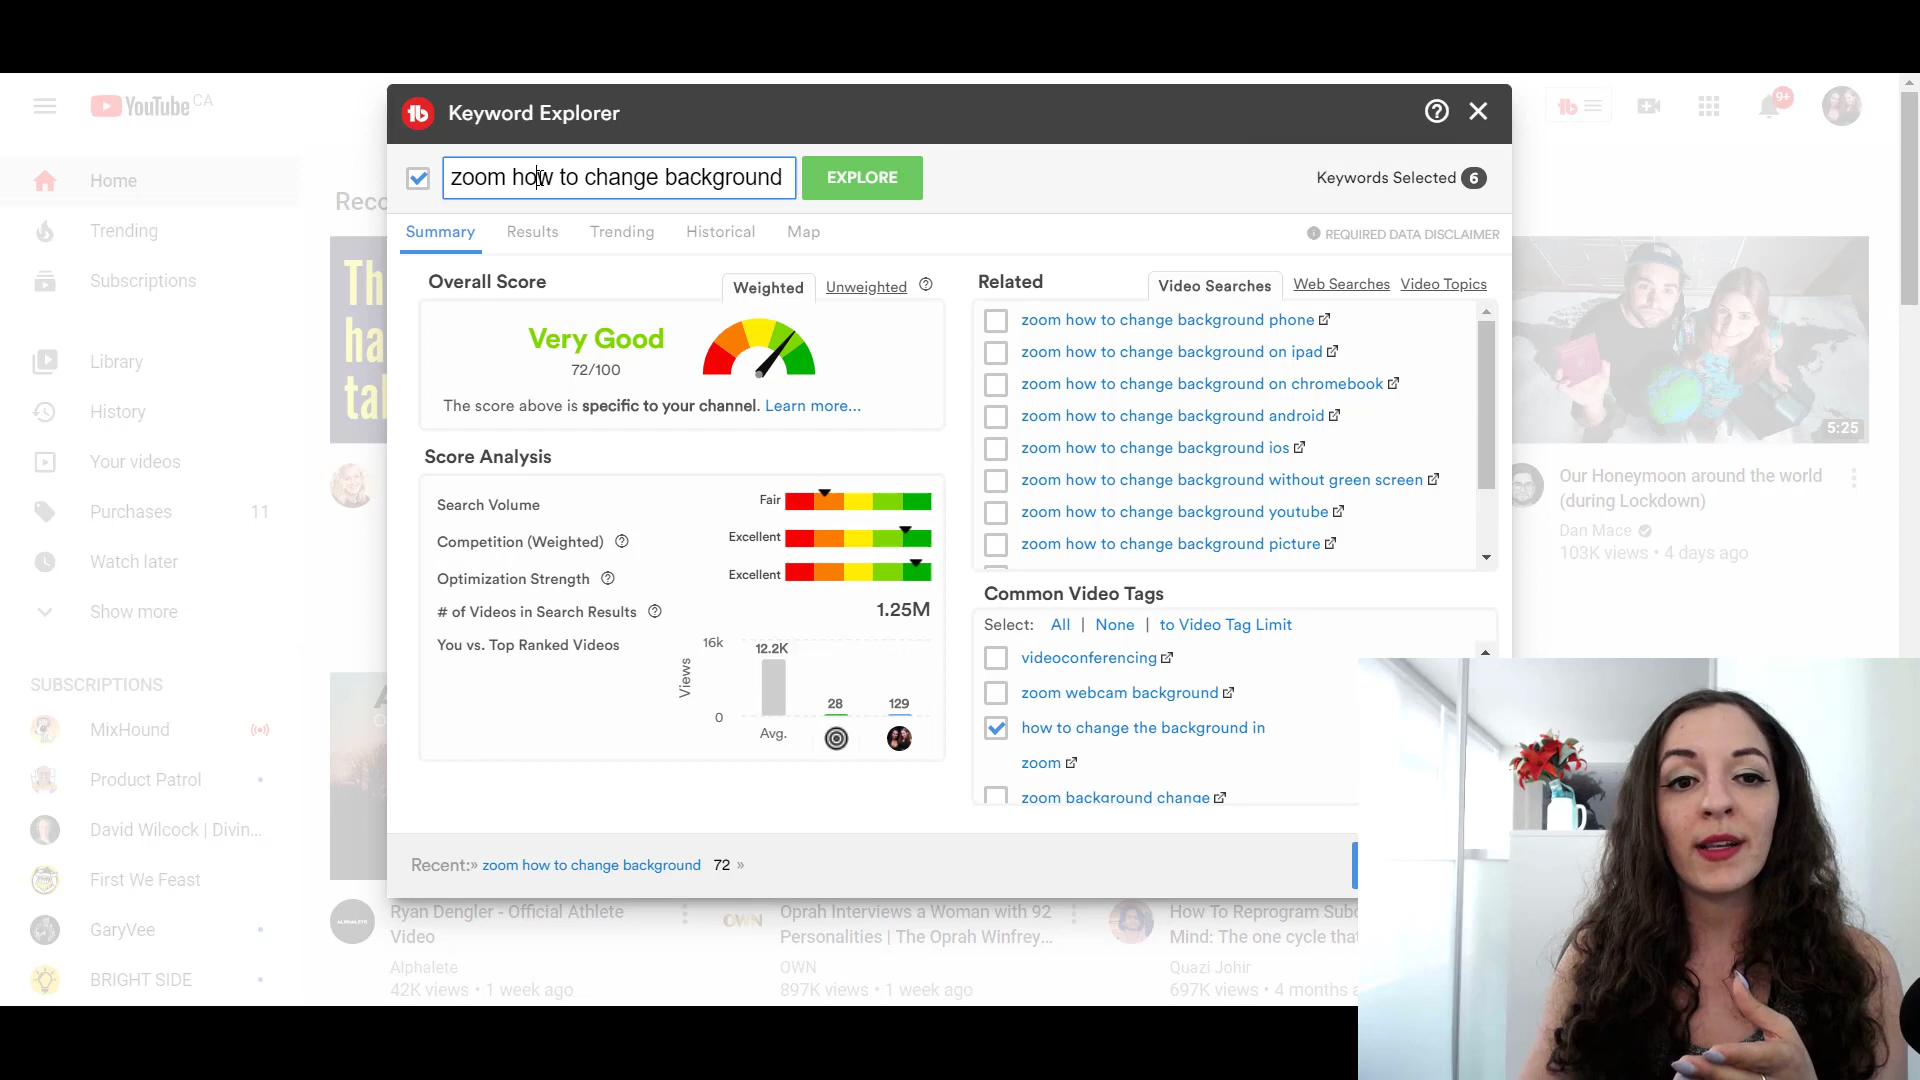 YouTube CA
Home
Trending
Subscriptions
Library
History
Your videos
Purchases 11
Watch later
Show more
SUBSCRIPTIONS
MixHound
Product Patrol
David Wilcock | Divin...
First We Feast
GaryVee
BRIGHT SIDE
9+
Keyword Explorer
zoom how to change background
EXPLORE
Keywords Selected 6
Summary
Results
Trending
Historical
Map
REQUIRED DATA DISCLAIMER
Overall Score
Weighted
Unweighted
Very Good
72/100
The score above is specific to your channel. Learn more...
Score Analysis
Search Volume
Fair
Competition (Weighted)
Excellent
Optimization Strength
Excellent
# of Videos in Search Results
1.25M
You vs. Top Ranked Videos
Views
16k
0
12.2K
28
129
Avg.
Related
Video Searches
Web Searches
Video Topics
zoom how to change background phone
zoom how to change background on ipad
zoom how to change background on chromebook
zoom how to change background android
zoom how to change background ios
zoom how to change background without green screen
zoom how to change background youtube
zoom how to change background picture
Common Video Tags
Select: All | None | to Video Tag Limit
videoconferencing
zoom webcam background
how to change the background in
zoom
zoom background change
Recent:» zoom how to change background 72 »
5:25
Our Honeymoon around the world
(during Lockdown)
Dan Mace
103K views • 4 days ago
Ryan Dengler - Official Athlete
Video
Alphalete
42K views • 1 week ago
OWN
Oprah Interviews a Woman with 92
Personalities | The Oprah Winfrey...
OWN
897K views • 1 week ago
How To Reprogram Subc
Mind: The one cycle that
Quazi Johir
697K views • 4 months a